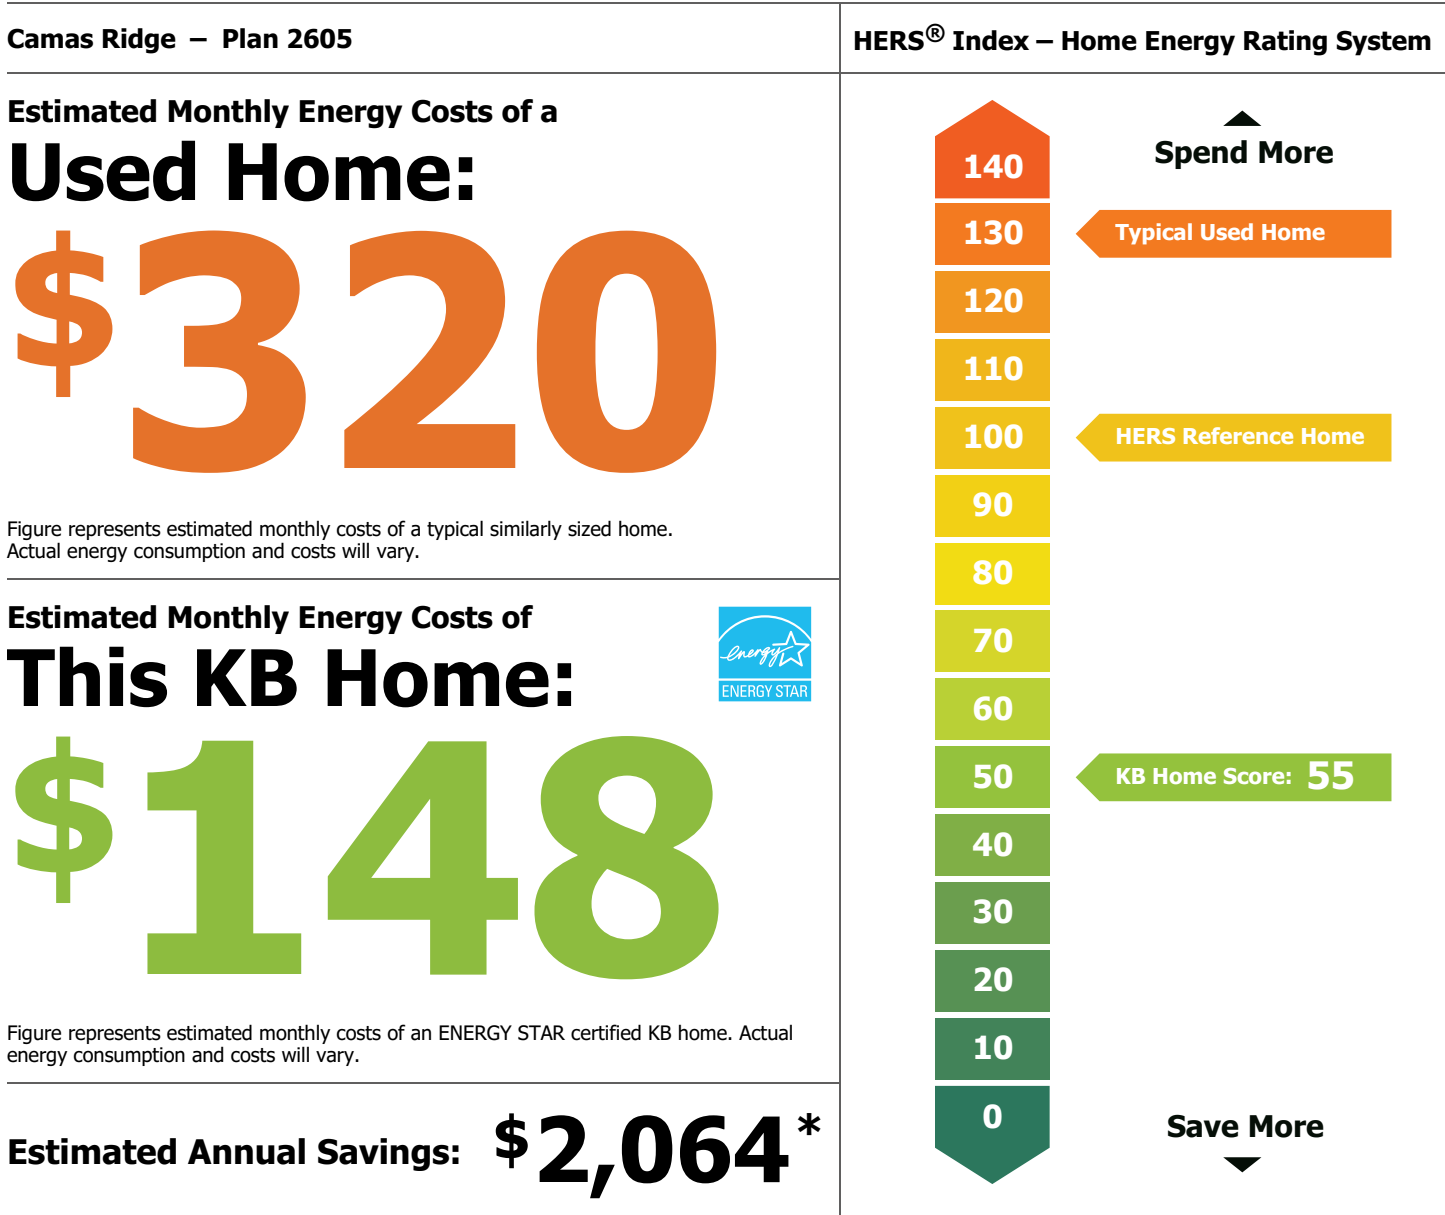 Camas Ridge – Plan 2605
Estimated Monthly Energy Costs of a
Used Home:
$320
Figure represents estimated monthly costs of a typical similarly sized home.
Actual energy consumption and costs will vary.
Estimated Monthly Energy Costs of
This KB Home:
energy
ENERGY STAR
$148
Figure represents estimated monthly costs of an ENERGY STAR certified KB home. Actual
energy consumption and costs will vary.
Estimated Annual Savings: $2,064*
HERS® Index – Home Energy Rating System
Spend More
140
130 Typical Used Home
120
110
100 HERS Reference Home
90
80
70
60
50 KB Home Score: 55
40
30
20
10
0
Save More